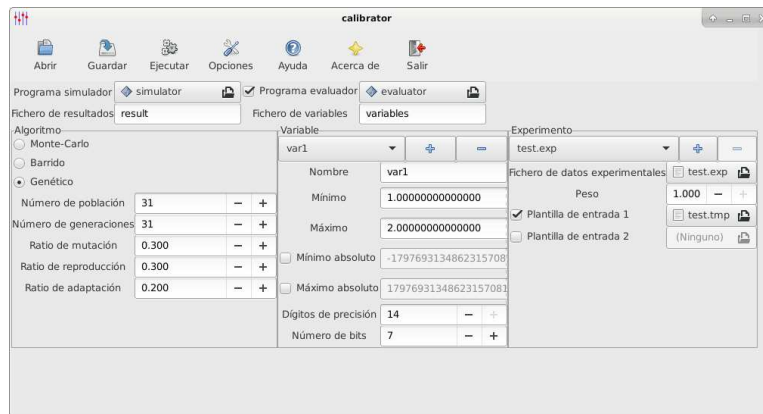 calibrator
Abrir Guardar Ejecutar Opciones Ayuda Acerca de Salir
Programa simulador simulator Programa evaluador evaluator
Fichero de resultados result Fichero de variables variables
Algoritmo
Monte-Carlo
Barrido
Genético
Número de población 31 − +
Número de generaciones 31 − +
Ratio de mutación 0.300 − +
Ratio de reproducción 0.300 − +
Ratio de adaptación 0.200 − +
Variable
var1
Nombre var1
Mínimo 1.00000000000000
Máximo 2.00000000000000
Mínimo absoluto
Máximo absoluto 17976931348623157081
Dígitos de precisión 14 − +
Número de bits 7 − +
Experimento
test.exp
Fichero de datos experimentales test.exp
Peso 1.000 − +
Plantilla de entrada 1 test.tmp
Plantilla de entrada 2 (Ninguno)